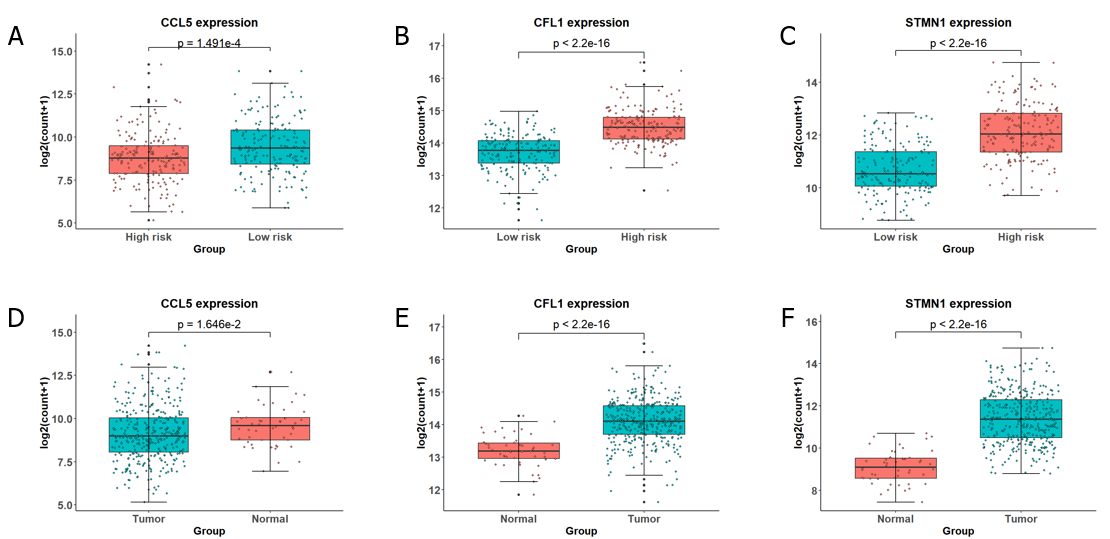 A
CCL5 expression
p = 1.491e-4
15.0
12.5
10.0
7.5
5.0
log2(count+1)
High risk
Low risk
Group
B
CFL1 expression
p < 2.2e-16
17
16
15
14
13
12
log2(count+1)
Low risk
High risk
Group
C
STMN1 expression
p < 2.2e-16
14
12
10
log2(count+1)
Low risk
High risk
Group
D
CCL5 expression
p = 1.646e-2
15.0
12.5
10.0
7.5
5.0
log2(count+1)
Tumor
Normal
Group
E
CFL1 expression
p < 2.2e-16
17
16
15
14
13
12
log2(count+1)
Normal
Tumor
Group
F
STMN1 expression
p < 2.2e-16
16
14
12
10
8
log2(count+1)
Normal
Tumor
Group